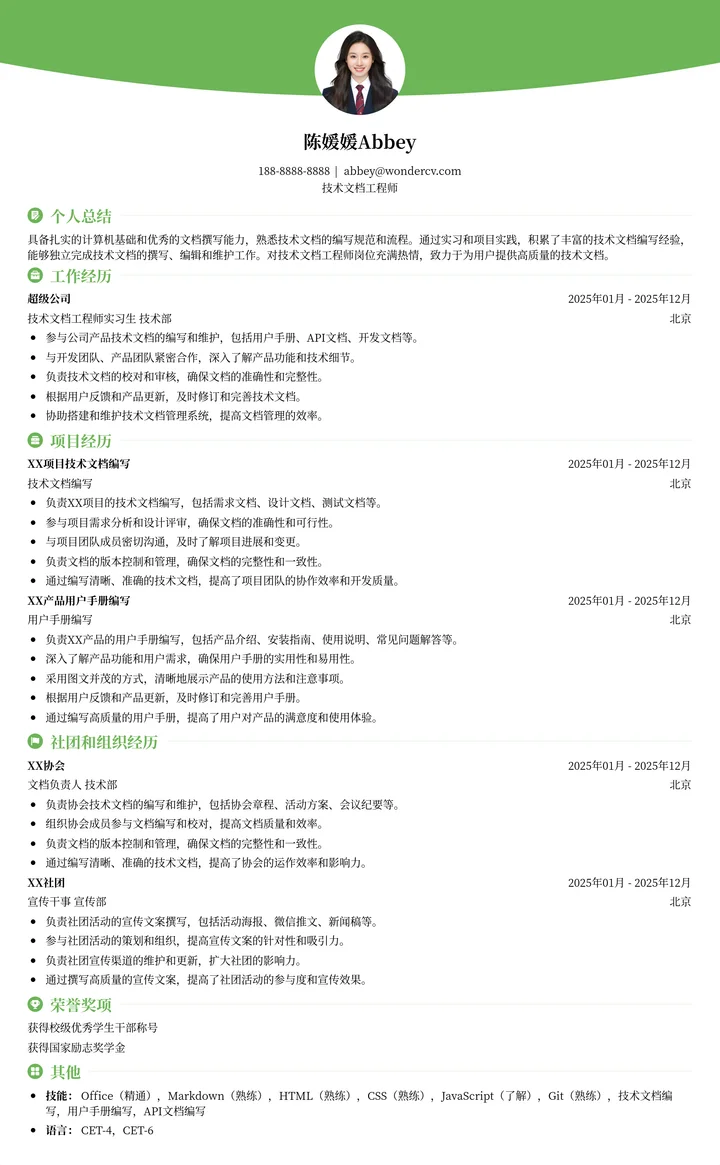 陈媛媛Abbey
188-8888-8888 | abbey@wondercv.com
技术文档工程师
个人总结
具备扎实的计算机基础和优秀的文档撰写能力，熟悉技术文档的编写规范和流程。通过实习和项目实践，积累了丰富的技术文档编写经验，
能够独立完成技术文档的撰写、编辑和维护工作。对技术文档工程师岗位充满热情，致力于为用户提供高质量的技术文档。
工作经历
超级公司 2025年01月 - 2025年12月
技术文档工程师实习生 技术部 北京
• 参与公司产品技术文档的编写和维护，包括用户手册、API文档、开发文档等。
• 与开发团队、产品团队紧密合作，深入了解产品功能和技术细节。
• 负责技术文档的校对和审核，确保文档的准确性和完整性。
• 根据用户反馈和产品更新，及时修订和完善技术文档。
• 协助搭建和维护技术文档管理系统，提高文档管理的效率。
项目经历
XX项目技术文档编写 2025年01月 - 2025年12月
技术文档编写 北京
• 负责XX项目的技术文档编写，包括需求文档、设计文档、测试文档等。
• 参与项目需求分析和设计评审，确保文档的准确性和可行性。
• 与项目团队成员密切沟通，及时了解项目进展和变更。
• 负责文档的版本控制和管理，确保文档的完整性和一致性。
• 通过编写清晰、准确的技术文档，提高了项目团队的协作效率和开发质量。
XX产品用户手册编写 2025年01月 - 2025年12月
用户手册编写 北京
• 负责XX产品的用户手册编写，包括产品介绍、安装指南、使用说明、常见问题解答等。
• 深入了解产品功能和用户需求，确保用户手册的实用性和易用性。
• 采用图文并茂的方式，清晰地展示产品的使用方法和注意事项。
• 根据用户反馈和产品更新，及时修订和完善用户手册。
• 通过编写高质量的用户手册，提高了用户对产品的满意度和使用体验。
社团和组织经历
XX协会 2025年01月 - 2025年12月
文档负责人 技术部 北京
• 负责协会技术文档的编写和维护，包括协会章程、活动方案、会议纪要等。
• 组织协会成员参与文档编写和校对，提高文档质量和效率。
• 负责文档的版本控制和管理，确保文档的完整性和一致性。
• 通过编写清晰、准确的技术文档，提高了协会的运作效率和影响力。
XX社团 2025年01月 - 2025年12月
宣传干事 宣传部 北京
• 负责社团活动的宣传文案撰写，包括活动海报、微信推文、新闻稿等。
• 参与社团活动的策划和组织，提高宣传文案的针对性和吸引力。
• 负责社团宣传渠道的维护和更新，扩大社团的影响力。
• 通过撰写高质量的宣传文案，提高了社团活动的参与度和宣传效果。
荣誉奖项
获得校级优秀学生干部称号
获得国家励志奖学金
其他
• 技能： Office（精通）, Markdown（熟练）, HTML（熟练）, CSS（熟练）, JavaScript（了解）, Git（熟练）, 技术文档编
写，用户手册编写，API文档编写
• 语言： CET-4，CET-6